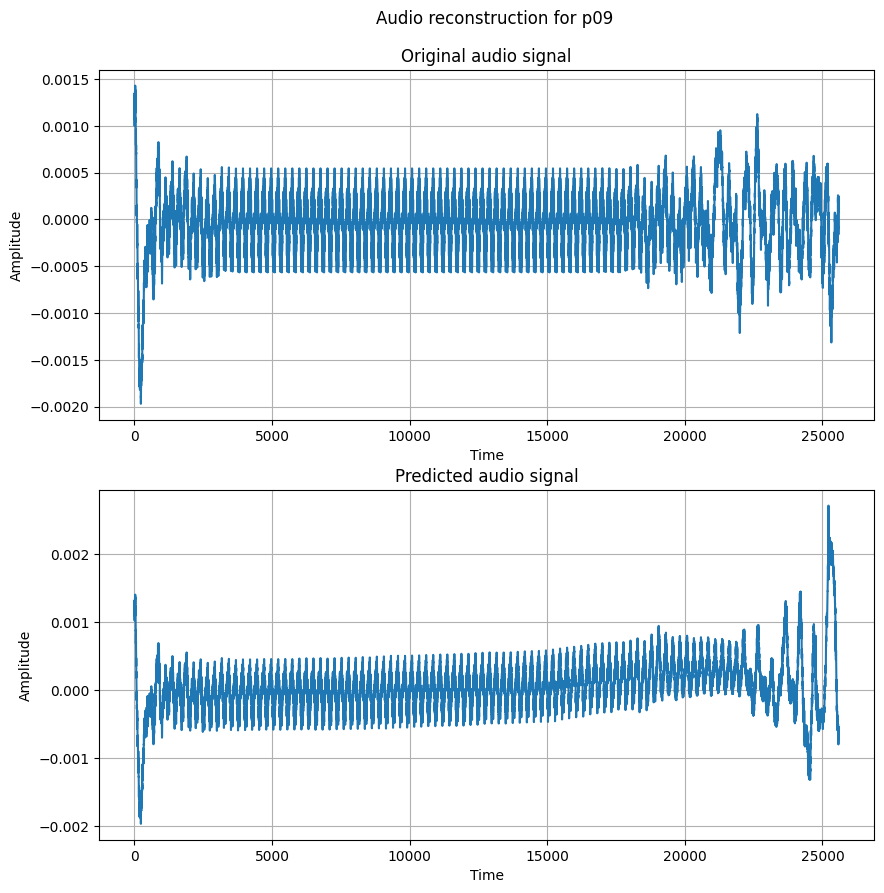 Audio reconstruction for p09
Original audio signal
0.0015
0.0010
0.0005
0.0000
−0.0005
−0.0010
−0.0015
−0.0020
Amplitude
0 5000 10000 15000 20000 25000
Time
Predicted audio signal
0.002
0.001
0.000
−0.001
−0.002
Amplitude
0 5000 10000 15000 20000 25000
Time